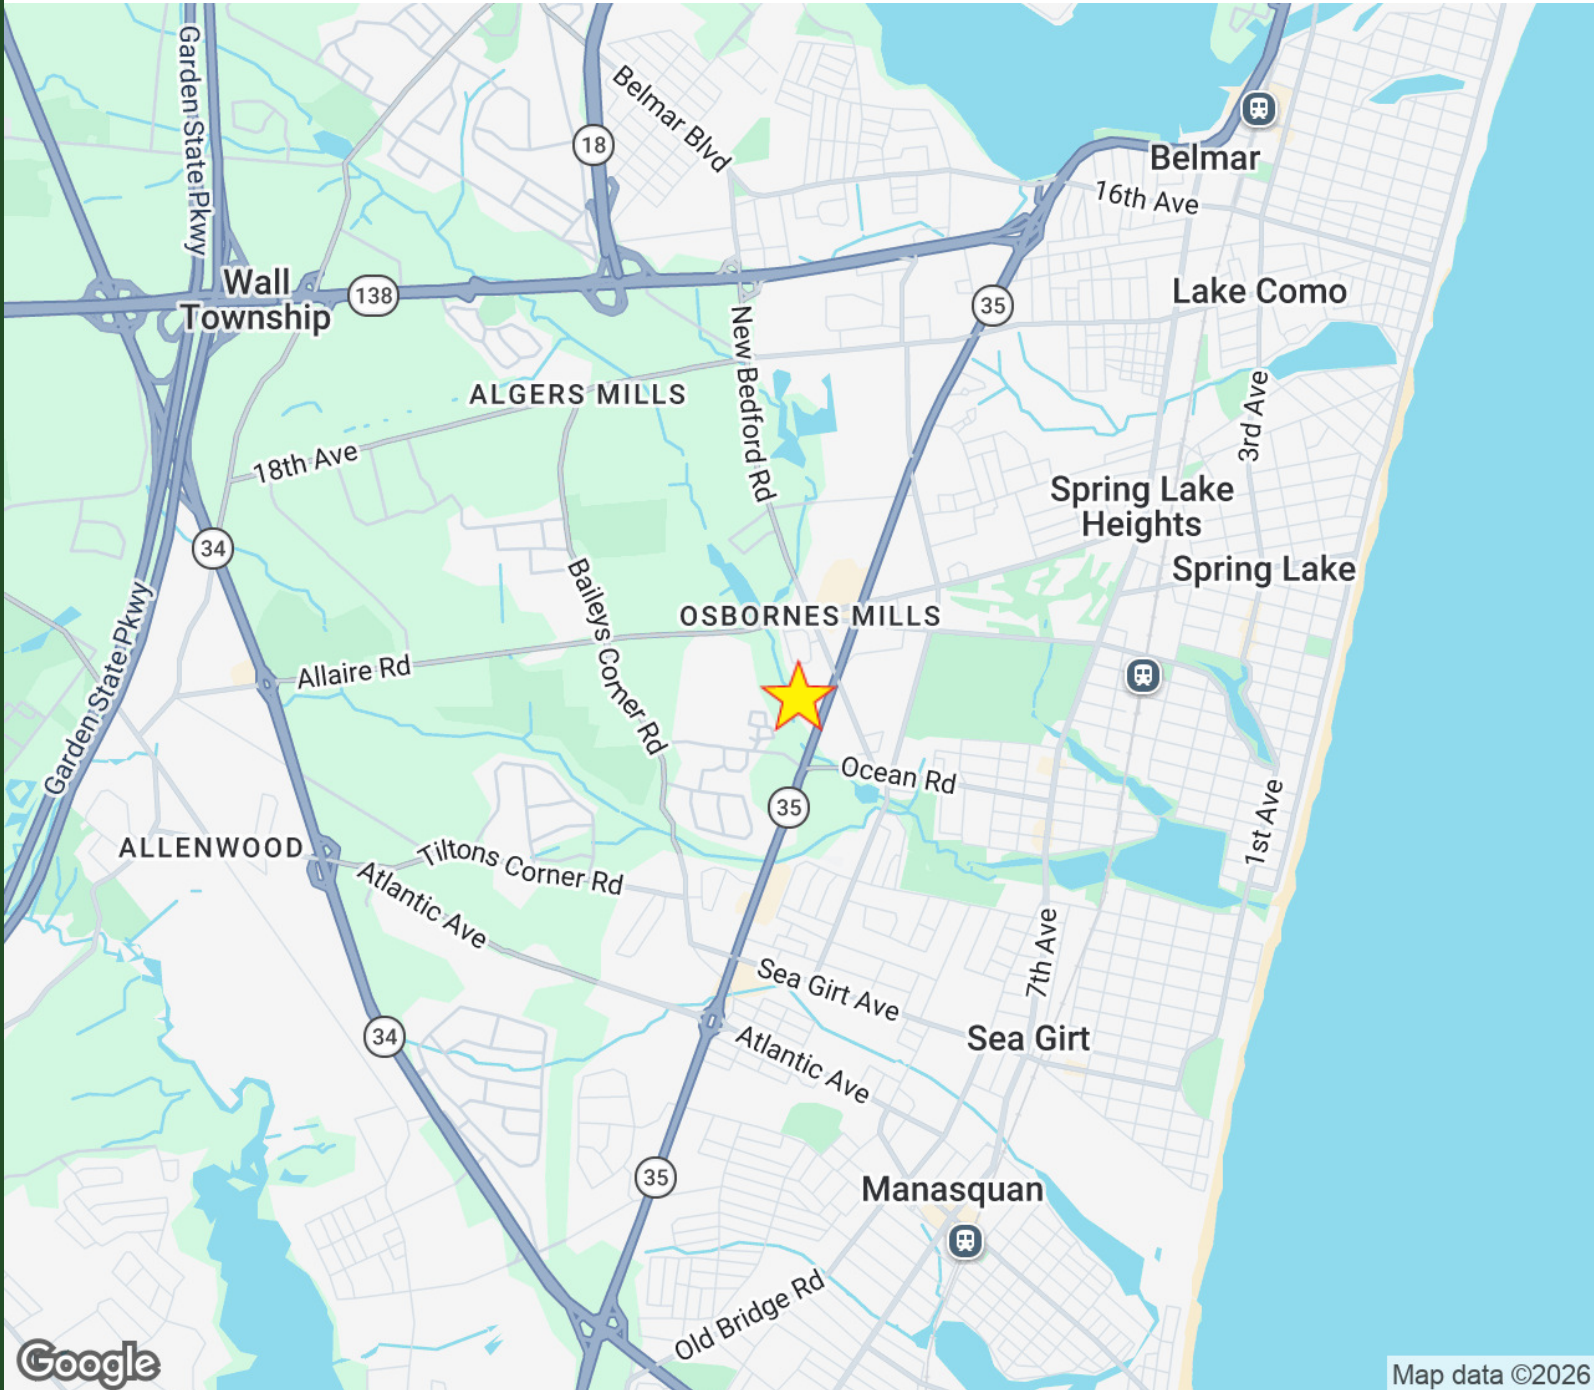 Garden State Pkwy
Belmar Blvd
18
Belmar
16th Ave
Wall
Township
138
35
Lake Como
New Bedford Rd
ALGERS MILLS
3rd Ave
18th Ave
Spring Lake
Heights
34
Spring Lake
Baileys Corner Rd
OSBORNES MILLS
Garden State Pkwy
Allaire Rd
Ocean Rd
35
1st Ave
ALLENWOOD
Tiltons Corner Rd
Atlantic Ave
7th Ave
Sea Girt Ave
34
Sea Girt
Atlantic Ave
35
Manasquan
Old Bridge Rd
Google
Map data ©2026